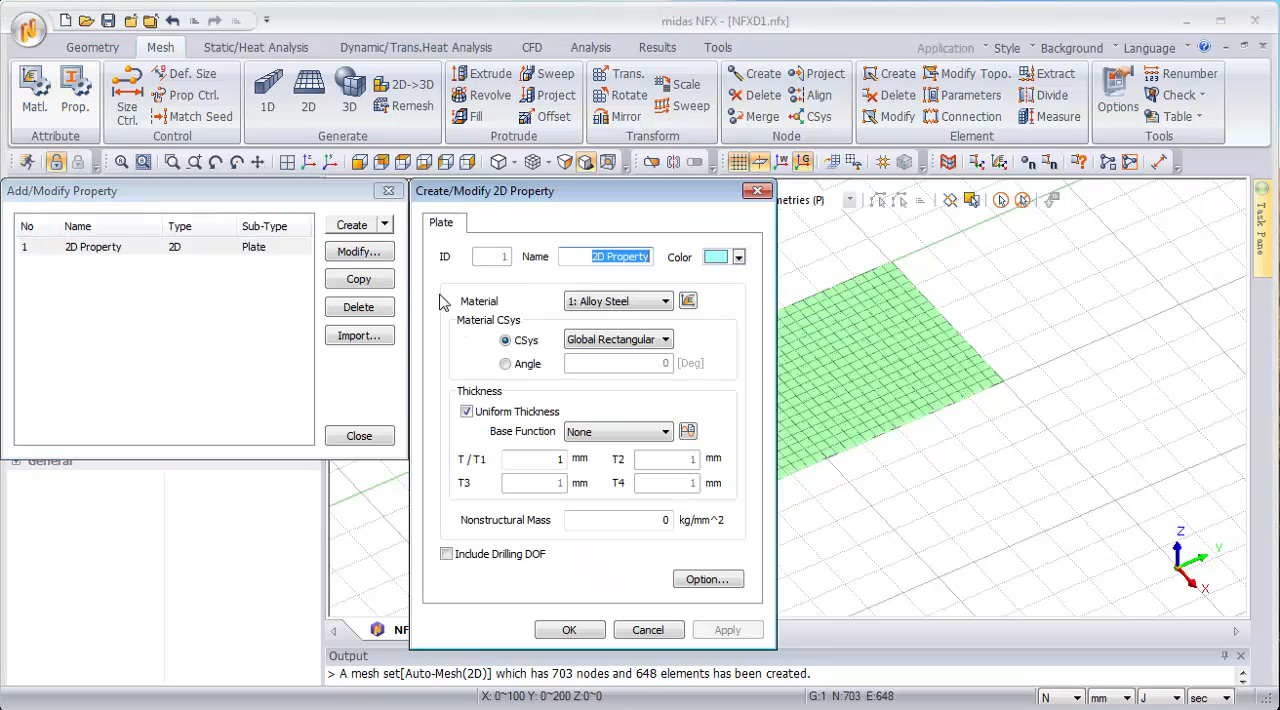 midas NFX - [NFXD1.nfx]
Geometry Mesh Static/Heat Analysis Dynamic/Trans.Heat Analysis CFD Analysis Results Tools Application Style Background Language
Matl. Prop. Size Ctrl. Def. Size Prop Ctrl. Match Seed 1D 2D 3D 2D->3D Remesh
Extrude Sweep Revolve Project Fill Offset
Trans. Scale Rotate Sweep Mirror
Create Project Delete Align Merge CSys
Create Modify Topo. Extract Delete Parameters Divide Modify Connection Measure
Options Renumber Check Table
Attribute Control Generate Protrude Transform Node Element Tools
Add/Modify Property
No Name Type Sub-Type
1 2D Property 2D Plate
Create
Modify...
Copy
Delete
Import...
Close
General
Create/Modify 2D Property
Plate
ID 1 Name 2D Property Color
Material 1: Alloy Steel
Material CSys
CSys Global Rectangular
Angle 0 [Deg]
Thickness
Uniform Thickness
Base Function None
T / T1 1 mm T2 1 mm
T3 1 mm T4 1 mm
Nonstructural Mass 0 kg/mm^2
Include Drilling DOF
Option...
OK Cancel Apply
metries (P)
Task Pane
Z
Y
X
NF
Output
> A mesh set[Auto-Mesh(2D)] which has 703 nodes and 648 elements has been created.
X: 0~100 Y: 0~200 Z:0~0 G:1 N:703 E:648 N mm J sec